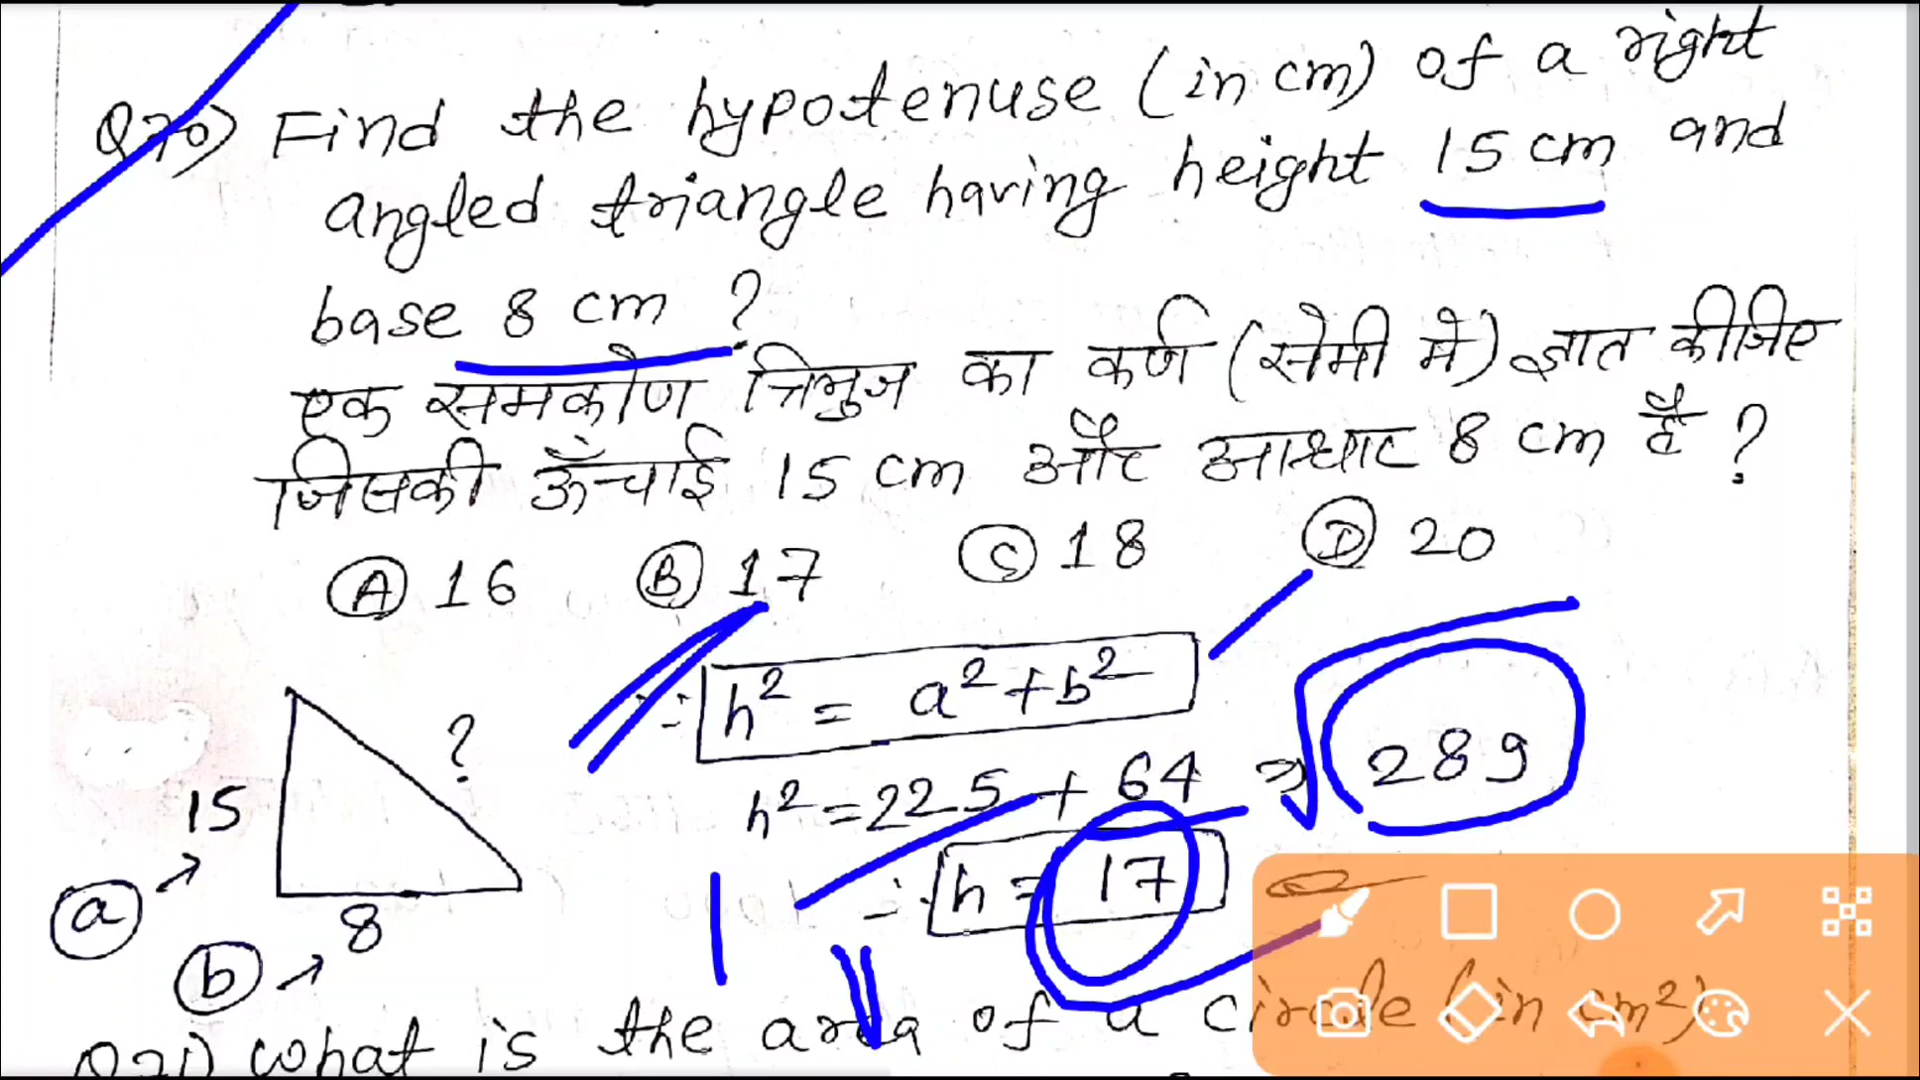 Q70) Find the hypotenuse (in cm) of a right
angled triangle having height 15 cm and
base 8 cm ?
एक समकोण त्रिभुज का कर्ण (सेमी मे) ज्ञात कीजिए
जिसकी ऊँचाई 15 cm और आधार 8 cm है ?
Ⓐ 16 Ⓑ 17 Ⓒ 18 Ⓓ 20
h² = a²+b²
h² = 225 + 64 ⇒ 289
∴ h = 17
?
15
a
8
b
Q71) What is the area of a circle (in cm²)